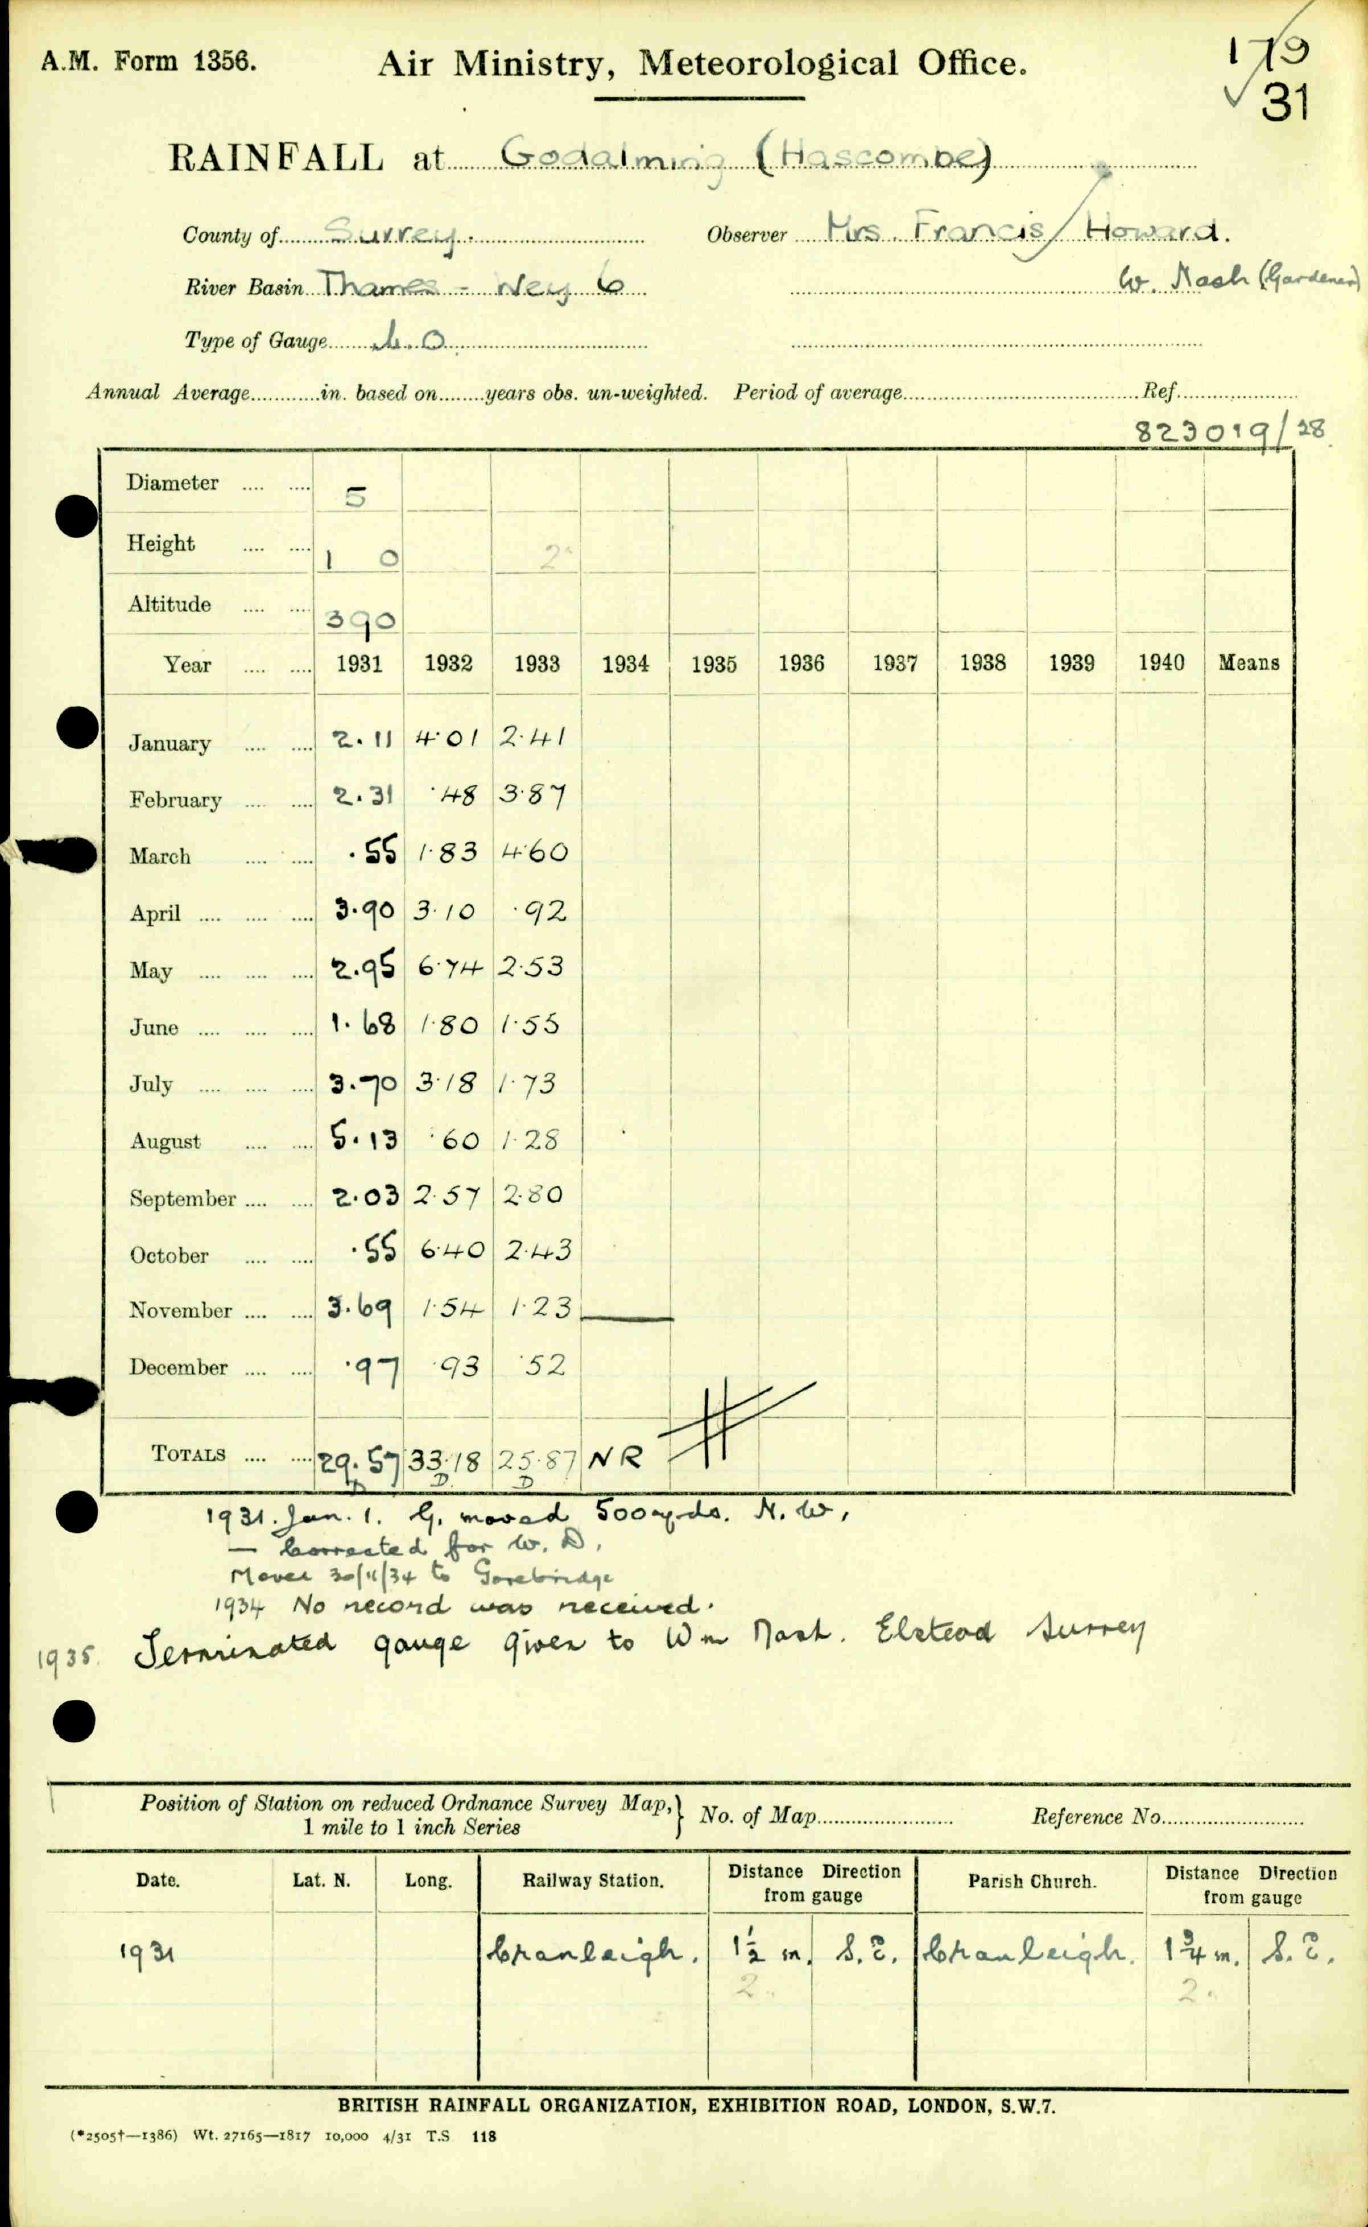 A.M. Form 1356. Air Ministry, Meteorological Office. 179
31
RAINFALL at Godalming (Hascombe)
County of Surrey. Observer Mrs. Francis Howard.
River Basin Thames - Wey 6 W. Nash (Gardener)
Type of Gauge M.O.
Annual Average in. based on years obs. un-weighted. Period of average Ref.
823019/28
Diameter 5
Height 1 0 2
Altitude 390
Year 1931 1932 1933 1934 1935 1936 1937 1938 1939 1940 Means
January 2.11 4.01 2.41
February 2.31 .48 3.87
March .55 1.83 4.60
April 3.90 3.10 .92
May 2.95 6.74 2.53
June 1.68 1.80 1.55
July 3.70 3.18 1.73
August 5.13 .60 1.28
September 2.03 2.57 2.80
October .55 6.40 2.43
November 3.69 1.54 1.23
December .97 .93 .52
TOTALS 29.57 33.18 25.87 NR
D D D
1931. Jan. 1. G. moved 500 yds. N.W.
— Corrected for W. D.
Moved 30/11/34 to Gorebridge
1934 No record was received.
1935. Terminated gauge given to Wm Nash. Elstead Surrey
Position of Station on reduced Ordnance Survey Map, 1 mile to 1 inch Series } No. of Map Reference No.
Date. Lat. N. Long. Railway Station. Distance Direction from gauge Parish Church. Distance Direction from gauge
1931 Cranleigh. 1½ m. S.E. Cranleigh. 1¾ m. S.E.
2. 2.
BRITISH RAINFALL ORGANIZATION, EXHIBITION ROAD, LONDON, S.W.7.
(*2505†—1386) Wt. 27165—1817 10,000 4/31 T.S 118